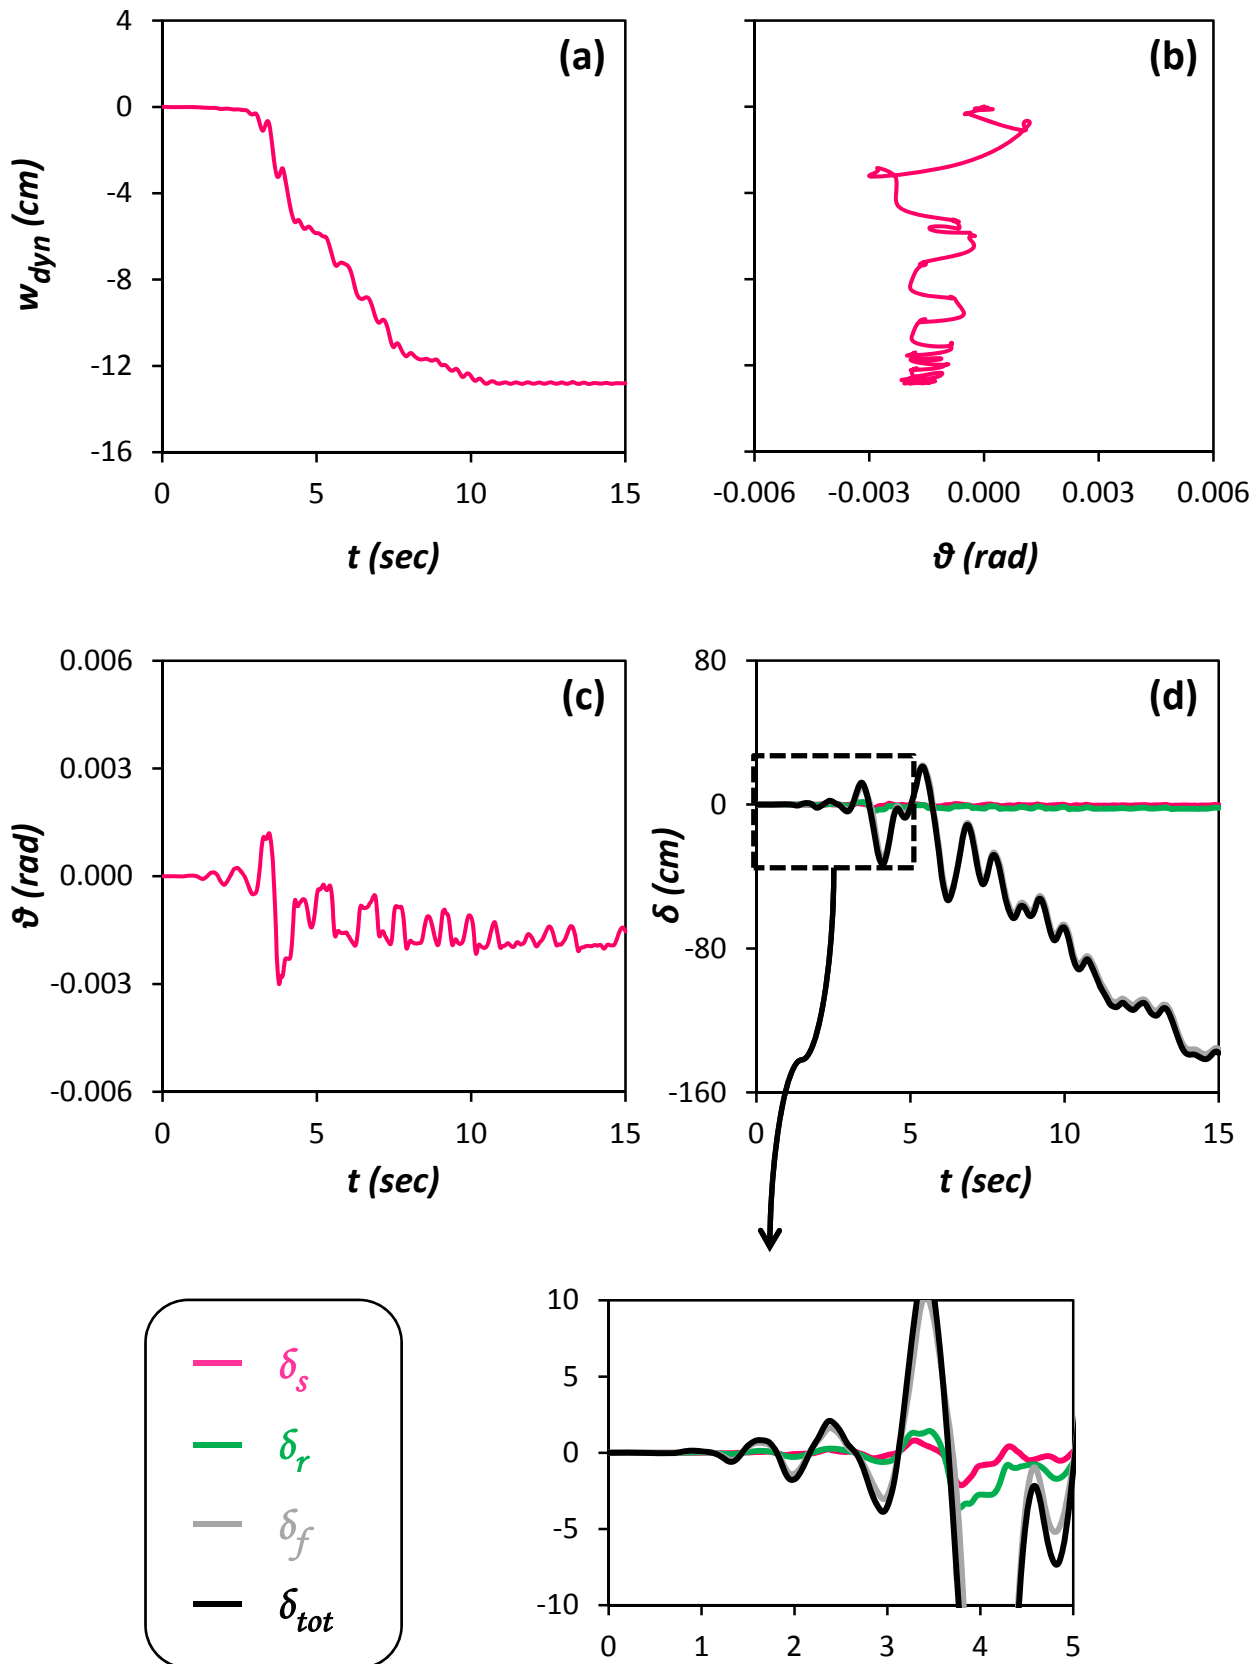 (a)
4
0
-4
-8
-12
-16
w_dyn (cm)
0 5 10 15
t (sec)
(b)
-0.006 -0.003 0.000 0.003 0.006
ϑ (rad)
(c)
0.006
0.003
0.000
-0.003
-0.006
ϑ (rad)
0 5 10 15
t (sec)
(d)
80
0
-80
-160
δ (cm)
0 5 10 15
t (sec)
δ_s
δ_r
δ_f
δ_tot
10
5
0
-5
-10
0 1 2 3 4 5